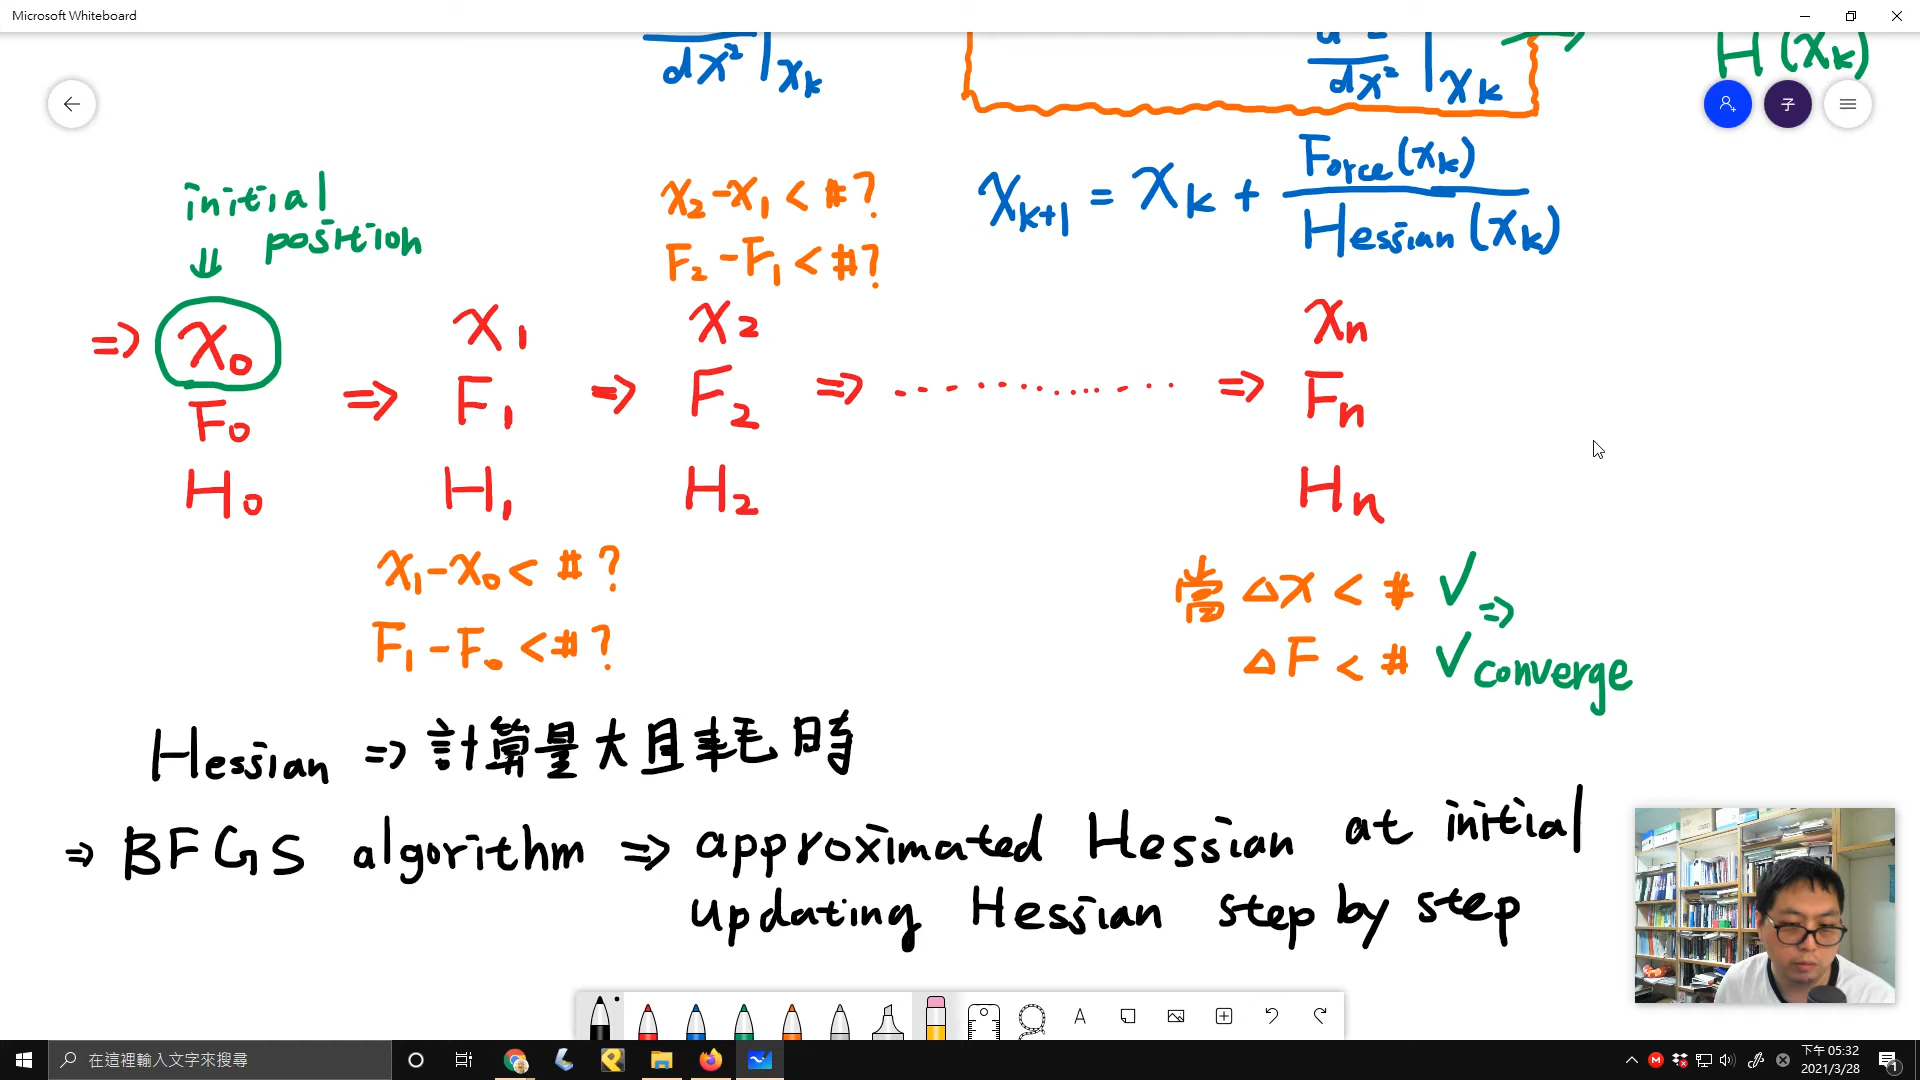 Microsoft Whiteboard
dx² | xk
dx² | xk
H(xk)
子
initial
position
⇓
x₂-x₁ < #?
F₂-F₁ < #?
xk+1 = xk + Force(xk) / Hessian(xk)
⇒ x₀ x₁ x₂ xn
F₀ ⇒ F₁ ⇒ F₂ ⇒ ............ ⇒ Fn
H₀ H₁ H₂ Hn
x₁-x₀ < #?
F₁-F₀ < #?
當 Δx < # ✓ ⇒
ΔF < # ✓ converge
Hessian ⇒ 計算量大且耗時
⇒ BFGS algorithm ⇒ approximated Hessian at initial
updating Hessian step by step
在這裡輸入文字來搜尋
下午 05:32
2021/3/28